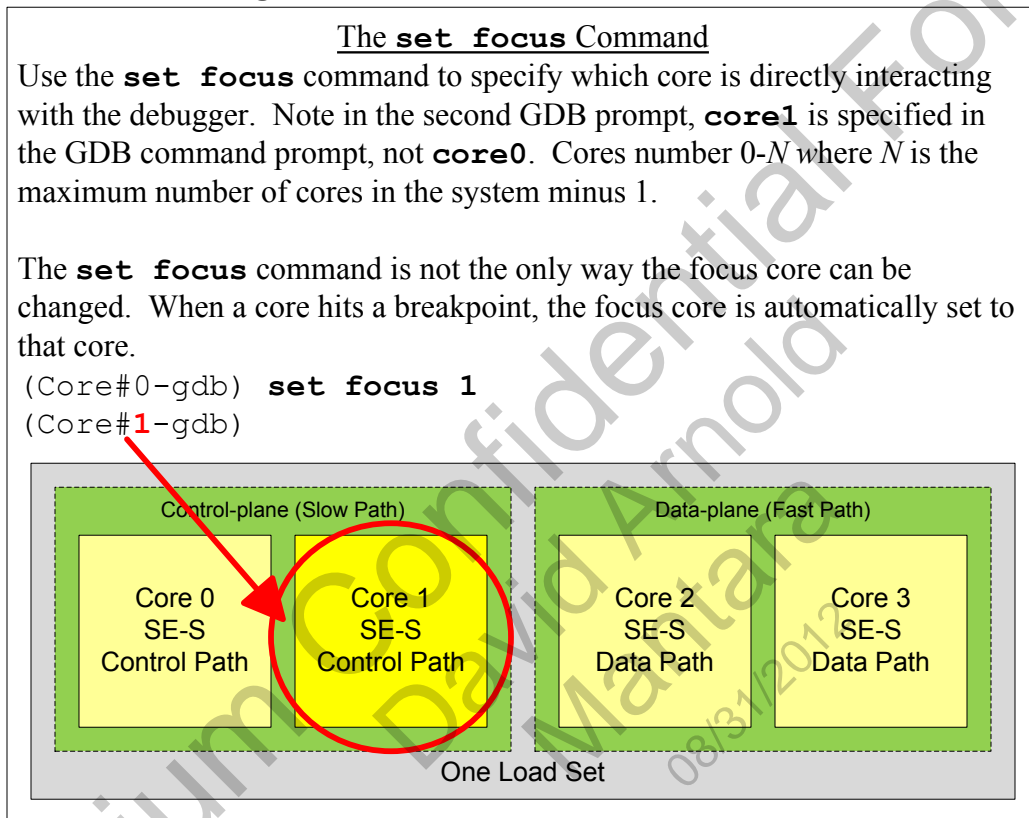 The set focus Command
Use the set focus command to specify which core is directly interacting
with the debugger. Note in the second GDB prompt, core1 is specified in
the GDB command prompt, not core0. Cores number 0-N where N is the
maximum number of cores in the system minus 1.
The set focus command is not the only way the focus core can be
changed. When a core hits a breakpoint, the focus core is automatically set to
that core.
(Core#0-gdb) set focus 1
(Core#1-gdb)
Control-plane (Slow Path)
Data-plane (Fast Path)
Core 0
SE-S
Control Path
Core 1
SE-S
Control Path
Core 2
SE-S
Data Path
Core 3
SE-S
Data Path
One Load Set
Confidential
David Arnold
Mantara
08/31/2012